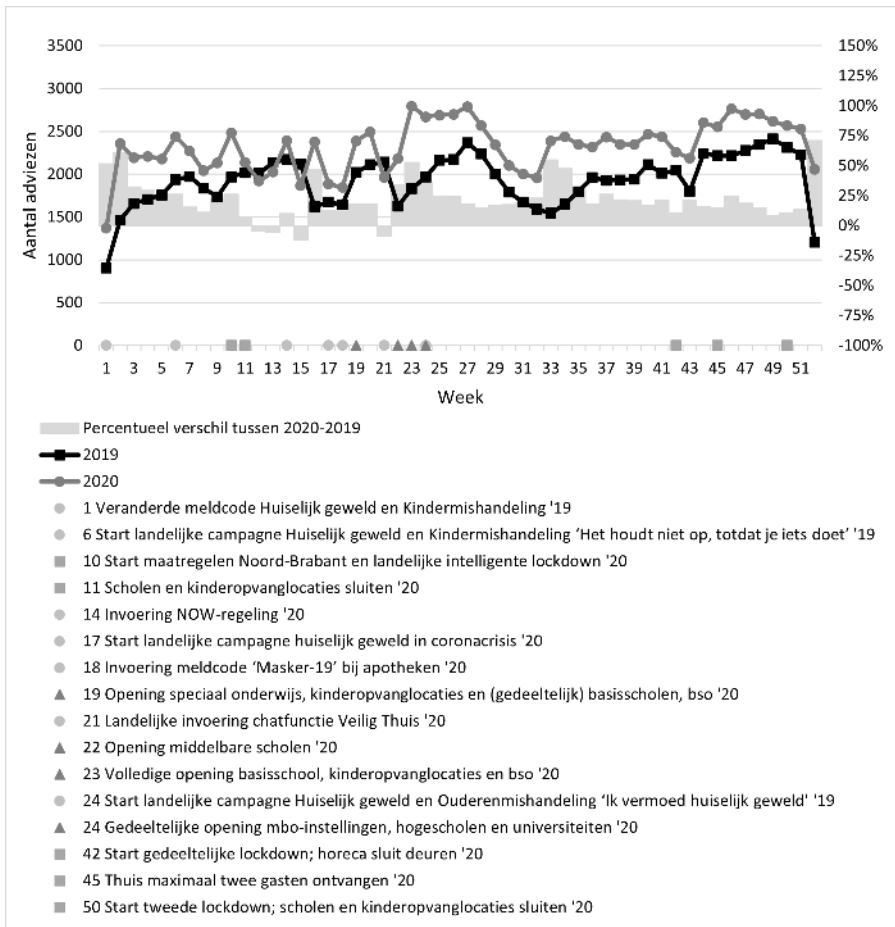 3500
3000
2500
2000
1500
1000
500
0
Aantal adviezen
150%
125%
100%
75%
50%
25%
0%
-25%
-50%
-75%
-100%
1 3 5 7 9 11 13 15 17 19 21 23 25 27 29 31 33 35 37 39 41 43 45 47 49 51
Week
Percentueel verschil tussen 2020-2019
2019
2020
1 Veranderde meldcode Huiselijk geweld en Kindermishandeling '19
6 Start landelijke campagne Huiselijk geweld en Kindermishandeling ‘Het houdt niet op, totdat je iets doet’ '19
10 Start maatregelen Noord-Brabant en landelijke intelligente lockdown '20
11 Scholen en kinderopvanglocaties sluiten '20
14 Invoering NOW-regeling '20
17 Start landelijke campagne huiselijk geweld in coronacrisis '20
18 Invoering meldcode ‘Masker-19’ bij apotheken '20
19 Opening speciaal onderwijs, kinderopvanglocaties en (gedeeltelijk) basisscholen, bso '20
21 Landelijke invoering chatfunctie Veilig Thuis '20
22 Opening middelbare scholen '20
23 Volledige opening basisschool, kinderopvanglocaties en bso '20
24 Start landelijke campagne Huiselijk geweld en Ouderenmishandeling ‘Ik vermoed huiselijk geweld' '19
24 Gedeeltelijke opening mbo-instellingen, hogescholen en universiteiten '20
42 Start gedeeltelijke lockdown; horeca sluit deuren '20
45 Thuis maximaal twee gasten ontvangen '20
50 Start tweede lockdown; scholen en kinderopvanglocaties sluiten '20